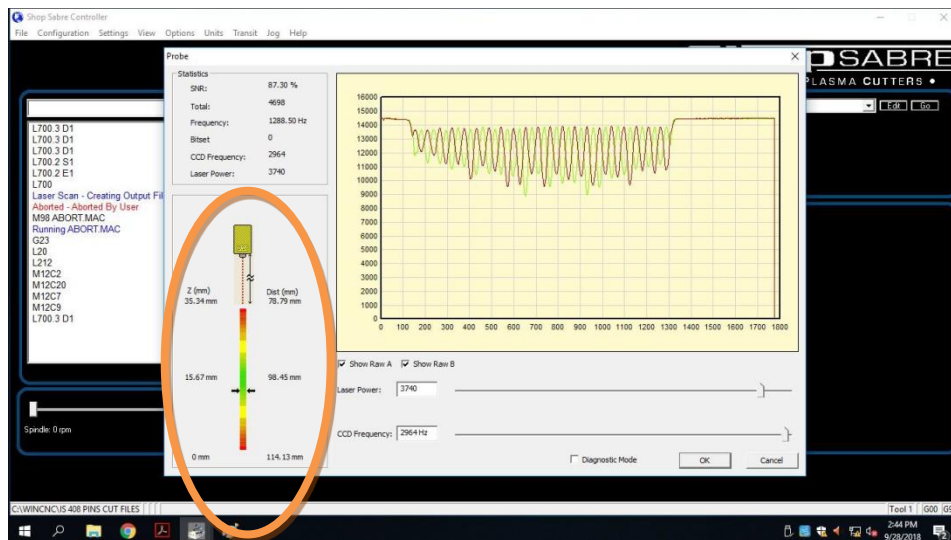 Shop Sabre Controller
File Configuration Settings View Options Units Transit Jog Help
Probe
SABRE
PLASMA CUTTERS •
Edit Go
Statistics
SNR: 87.30 %
Total: 4698
Frequency: 1288.50 Hz
Bitset 0
CCD Frequency: 2964
Laser Power: 3740
L700.3 D1
L700.3 D1
L700.3 D1
L700.2 S1
L700.2 E1
L700
Laser Scan - Creating Output Fil
Aborted - Aborted By User
M98 ABORT.MAC
Running ABORT.MAC
G23
L20
L212
M12C2
M12C20
M12C7
M12C9
L700.3 D1
Spindle: 0 rpm
Z (mm) Dist (mm)
35.34 mm 78.79 mm
15.67 mm 98.45 mm
0 mm 114.13 mm
16000
15000
14000
13000
12000
11000
10000
9000
8000
7000
6000
5000
4000
3000
2000
1000
0
0 100 200 300 400 500 600 700 800 900 1000 1100 1200 1300 1400 1500 1600 1700 1800
Show Raw A Show Raw B
Laser Power: 3740
CCD Frequency: 2964 Hz
Diagnostic Mode OK Cancel
C:\WINCNC\IS 408 PINS CUT FILES
Tool 1 G00 G9
2:44 PM
9/28/2018